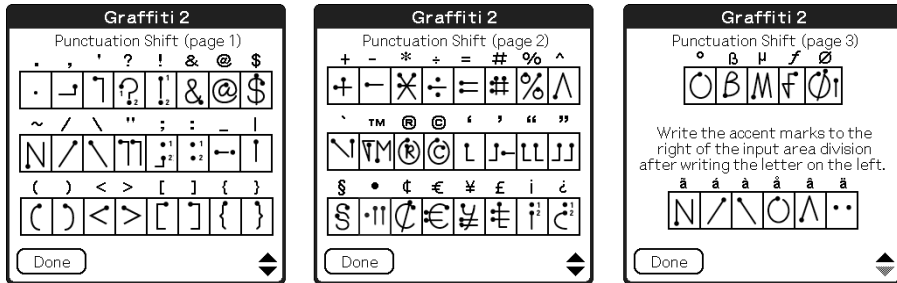 Graffiti 2
Punctuation Shift (page 1)
. , ' ? ! & @ $
~ / \ " ; : _ |
( ) < > [ ] { }
Done
Graffiti 2
Punctuation Shift (page 2)
+ - * ÷ = # % ^
` ™ ® © ‘ ’ “ ”
§ • ¢ € ¥ £ ¡ ¿
Done
Graffiti 2
Punctuation Shift (page 3)
° ß µ ƒ Ø
Write the accent marks to the
right of the input area division
after writing the letter on the left.
ã á à å â ä
Done